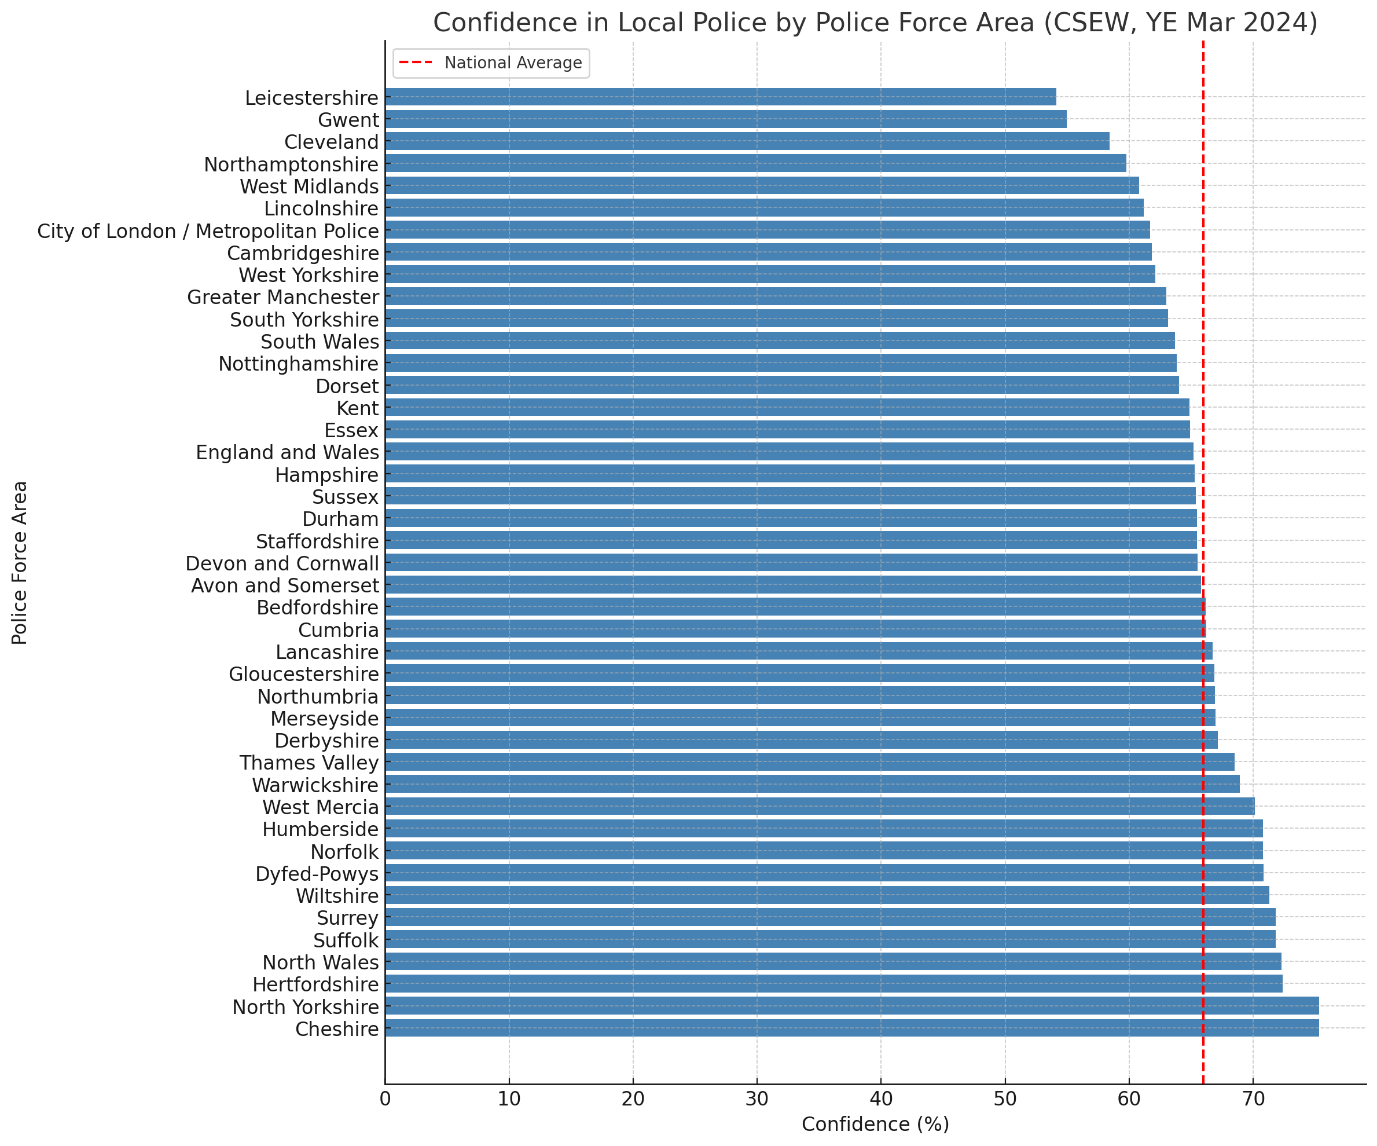 Confidence in Local Police by Police Force Area (CSEW, YE Mar 2024)
National Average
Leicestershire
Gwent
Cleveland
Northamptonshire
West Midlands
Lincolnshire
City of London / Metropolitan Police
Cambridgeshire
West Yorkshire
Greater Manchester
South Yorkshire
South Wales
Nottinghamshire
Dorset
Kent
Essex
England and Wales
Hampshire
Sussex
Durham
Staffordshire
Devon and Cornwall
Avon and Somerset
Bedfordshire
Cumbria
Lancashire
Gloucestershire
Northumbria
Merseyside
Derbyshire
Thames Valley
Warwickshire
West Mercia
Humberside
Norfolk
Dyfed-Powys
Wiltshire
Surrey
Suffolk
North Wales
Hertfordshire
North Yorkshire
Cheshire
Police Force Area
0 10 20 30 40 50 60 70
Confidence (%)